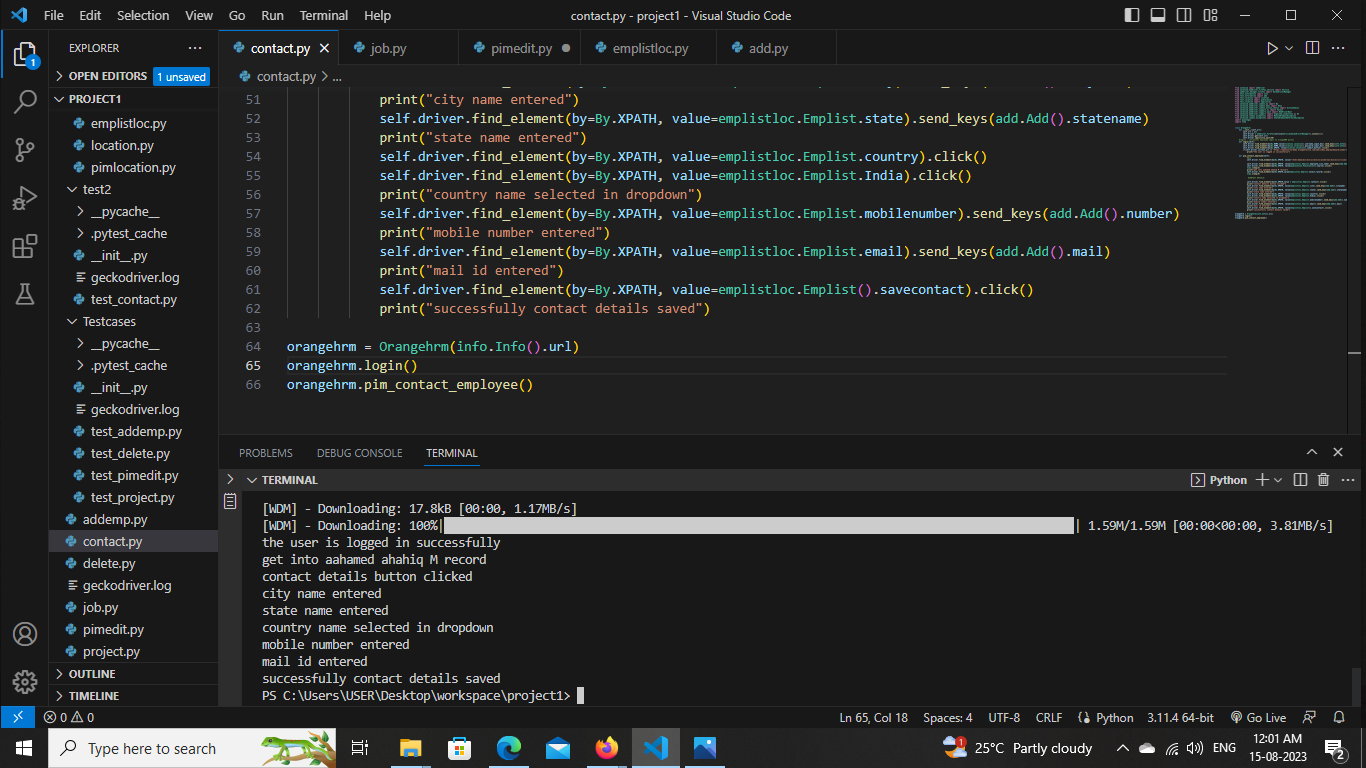 File Edit Selection View Go Run Terminal Help
contact.py - project1 - Visual Studio Code
EXPLORER
OPEN EDITORS 1 unsaved
PROJECT1
emplistloc.py
location.py
pimlocation.py
test2
__pycache__
.pytest_cache
__init__.py
geckodriver.log
test_contact.py
Testcases
__pycache__
.pytest_cache
__init__.py
geckodriver.log
test_addemp.py
test_delete.py
test_pimedit.py
test_project.py
addemp.py
contact.py
delete.py
geckodriver.log
job.py
pimedit.py
project.py
OUTLINE
TIMELINE
1
contact.py job.py pimedit.py emplistloc.py add.py
contact.py > ...
51 print("city name entered")
52 self.driver.find_element(by=By.XPATH, value=emplistloc.Emplist.state).send_keys(add.Add().statename)
53 print("state name entered")
54 self.driver.find_element(by=By.XPATH, value=emplistloc.Emplist.country).click()
55 self.driver.find_element(by=By.XPATH, value=emplistloc.Emplist.India).click()
56 print("country name selected in dropdown")
57 self.driver.find_element(by=By.XPATH, value=emplistloc.Emplist.mobilenumber).send_keys(add.Add().number)
58 print("mobile number entered")
59 self.driver.find_element(by=By.XPATH, value=emplistloc.Emplist.email).send_keys(add.Add().mail)
60 print("mail id entered")
61 self.driver.find_element(by=By.XPATH, value=emplistloc.Emplist().savecontact).click()
62 print("successfully contact details saved")
63
64 orangehrm = Orangehrm(info.Info().url)
65 orangehrm.login()
66 orangehrm.pim_contact_employee()
PROBLEMS DEBUG CONSOLE TERMINAL
TERMINAL
Python
[WDM] - Downloading: 17.8kB [00:00, 1.17MB/s]
[WDM] - Downloading: 100%| | 1.59M/1.59M [00:00<00:00, 3.81MB/s]
the user is logged in successfully
get into aahamed ahahiq M record
contact details button clicked
city name entered
state name entered
country name selected in dropdown
mobile number entered
mail id entered
successfully contact details saved
PS C:\Users\USER\Desktop\workspace\project1>
0 0
Ln 65, Col 18 Spaces: 4 UTF-8 CRLF Python 3.11.4 64-bit Go Live
Type here to search
1
25°C Partly cloudy
ENG
12:01 AM
15-08-2023
2